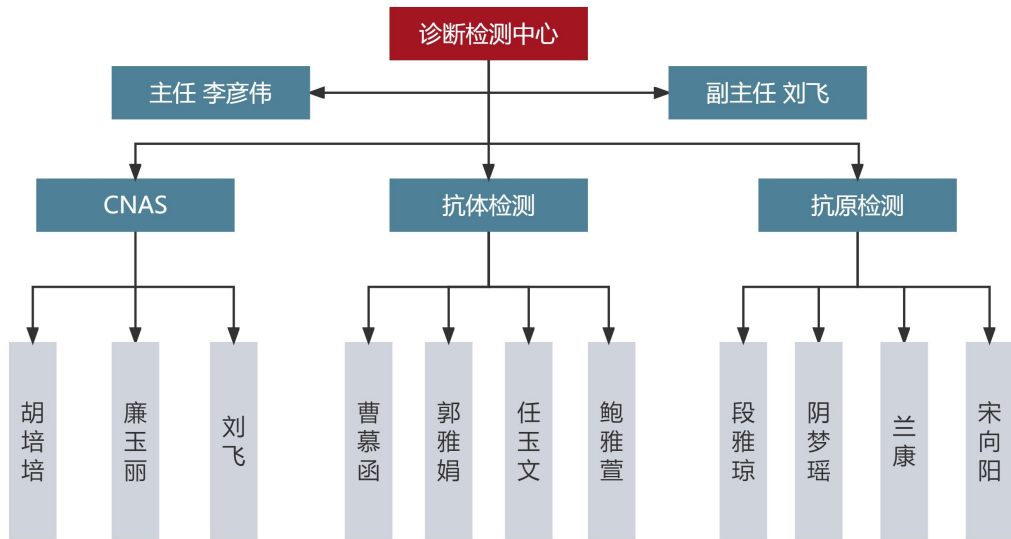 诊断检测中心
主任 李彦伟
副主任 刘飞
CNAS
抗体检测
抗原检测
胡培培
廉玉丽
刘飞
曹慕函
郭雅娟
任玉文
鲍雅萱
段雅琼
阴梦瑶
兰康
宋向阳